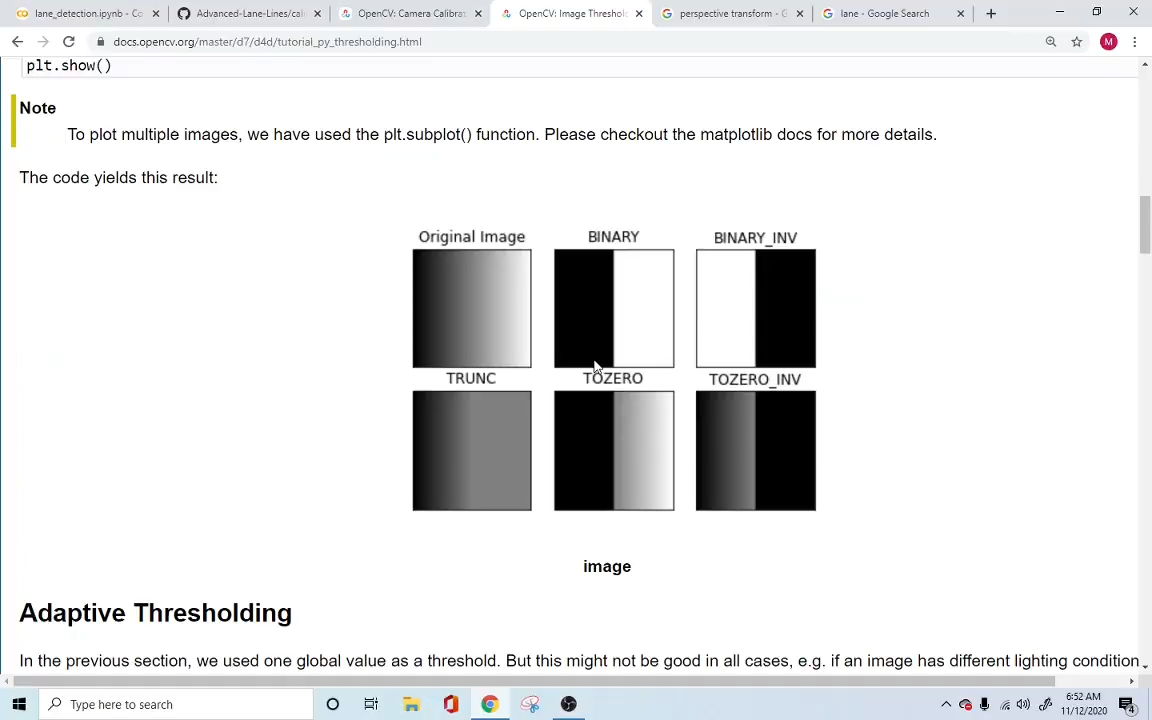 lane_detection.ipynb - Co
Advanced-Lane-Lines/cal
OpenCV: Camera Calibrat
OpenCV: Image Threshol
perspective transform - G
lane - Google Search
docs.opencv.org/master/d7/d4d/tutorial_py_thresholding.html
M
plt.show()
Note
To plot multiple images, we have used the plt.subplot() function. Please checkout the matplotlib docs for more details.
The code yields this result:
Original Image
BINARY
BINARY_INV
TRUNC
TOZERO
TOZERO_INV
image
Adaptive Thresholding
In the previous section, we used one global value as a threshold. But this might not be good in all cases, e.g. if an image has different lighting condition
Type here to search
6:52 AM
11/12/2020
4